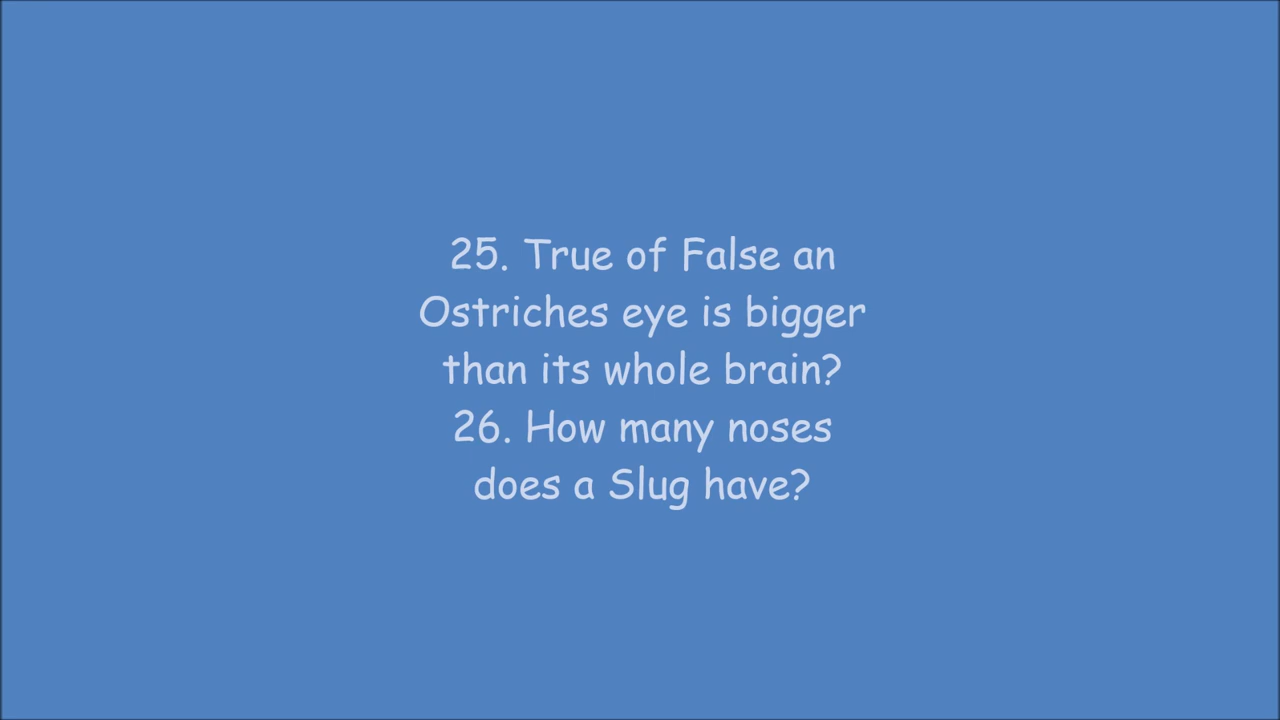 25. True of False an
Ostriches eye is bigger
than its whole brain?
26. How many noses
does a Slug have?